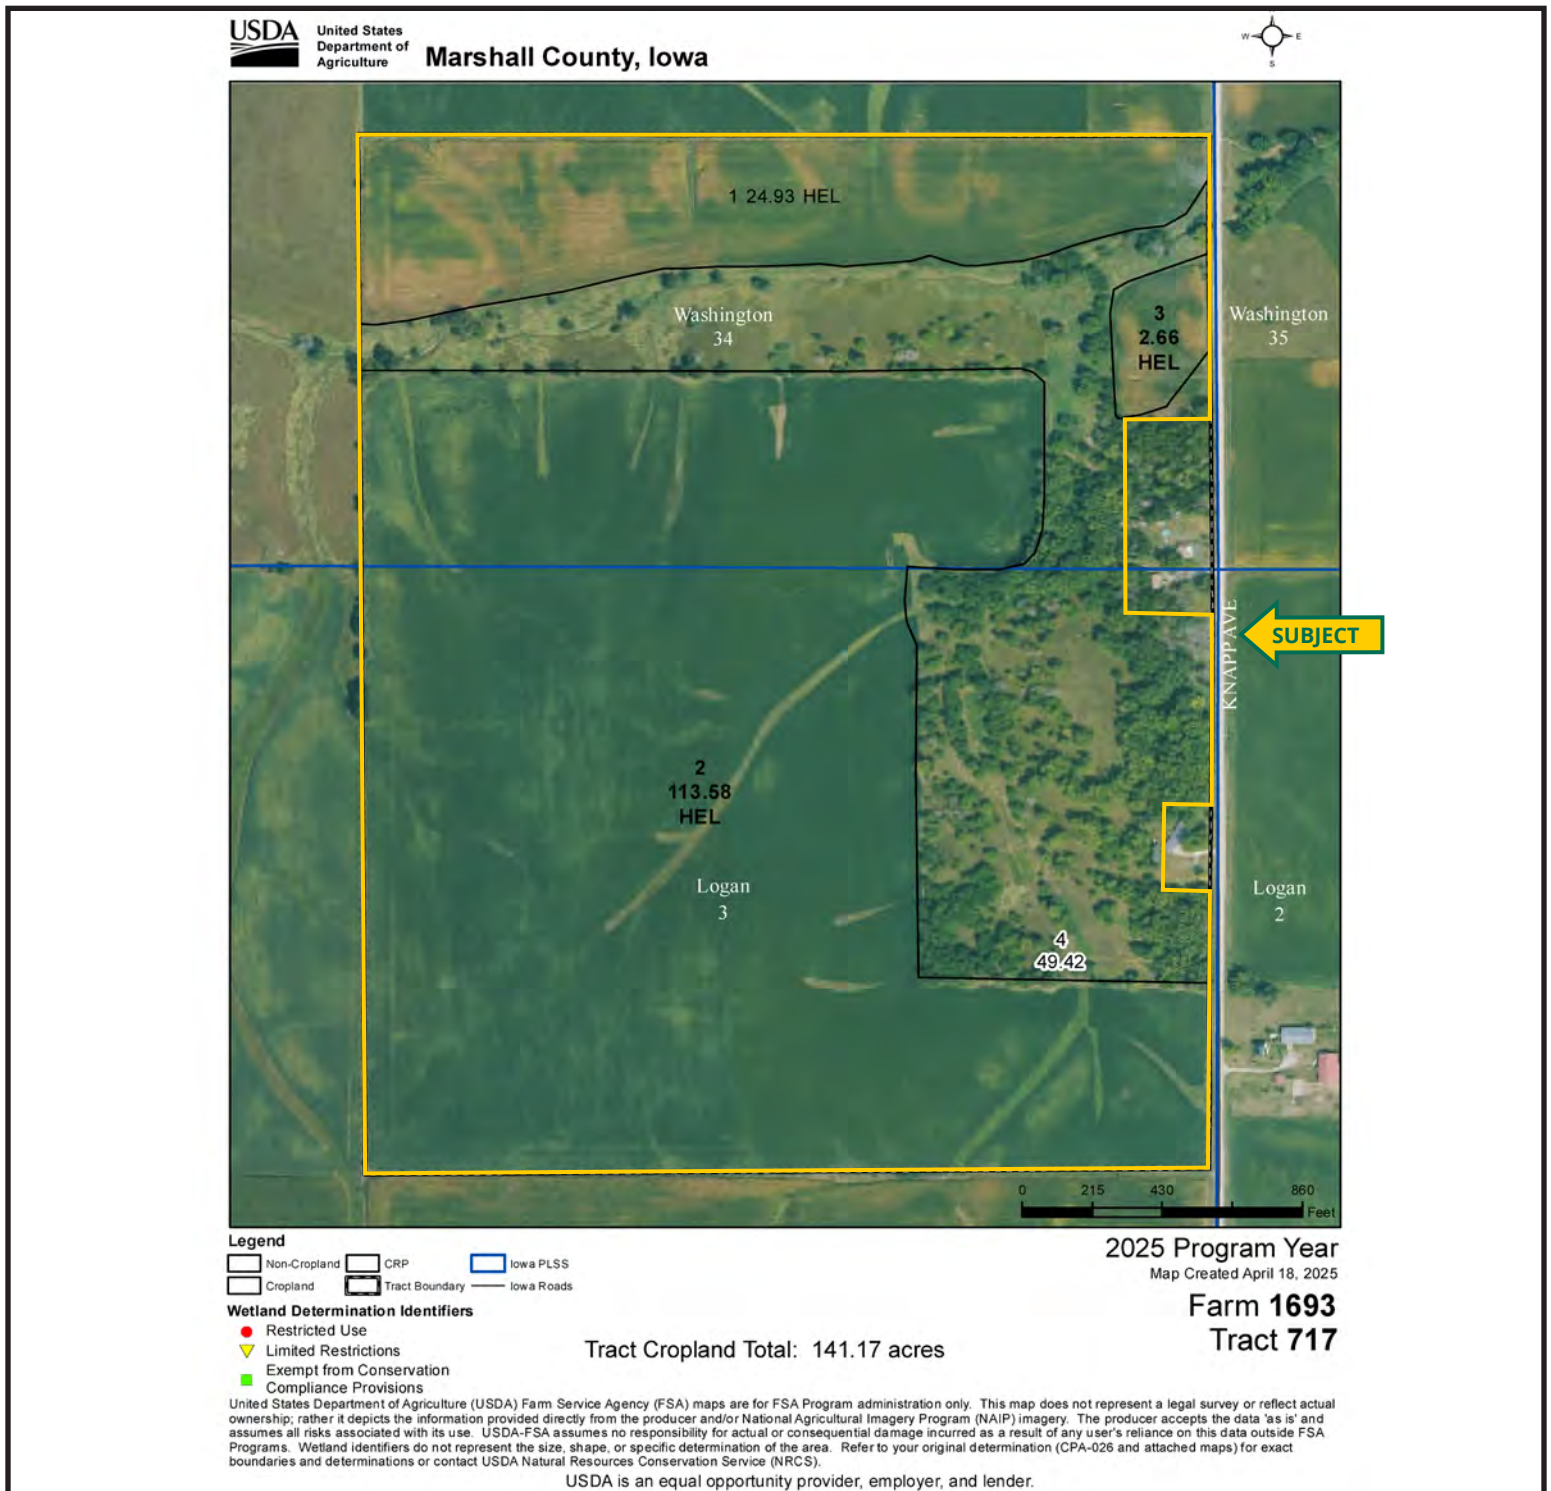 USDA
United States
Department of
Agriculture
Marshall County, Iowa
W E
S
1 24.93 HEL
Washington
34
3
2.66
HEL
Washington
35
KNAPP AVE
SUBJECT
2
113.58
HEL
Logan
3
Logan
2
4
49.42
0 215 430 860
Feet
Legend
Non-Cropland CRP Iowa PLSS
Cropland Tract Boundary Iowa Roads
Wetland Determination Identifiers
Restricted Use
Limited Restrictions
Exempt from Conservation
Compliance Provisions
Tract Cropland Total: 141.17 acres
2025 Program Year
Map Created April 18, 2025
Farm 1693
Tract 717
United States Department of Agriculture (USDA) Farm Service Agency (FSA) maps are for FSA Program administration only. This map does not represent a legal survey or reflect actual
ownership; rather it depicts the information provided directly from the producer and/or National Agricultural Imagery Program (NAIP) imagery. The producer accepts the data 'as is' and
assumes all risks associated with its use. USDA-FSA assumes no responsibility for actual or consequential damage incurred as a result of any user's reliance on this data outside FSA
Programs. Wetland identifiers do not represent the size, shape, or specific determination of the area. Refer to your original determination (CPA-026 and attached maps) for exact
boundaries and determinations or contact USDA Natural Resources Conservation Service (NRCS).
USDA is an equal opportunity provider, employer, and lender.